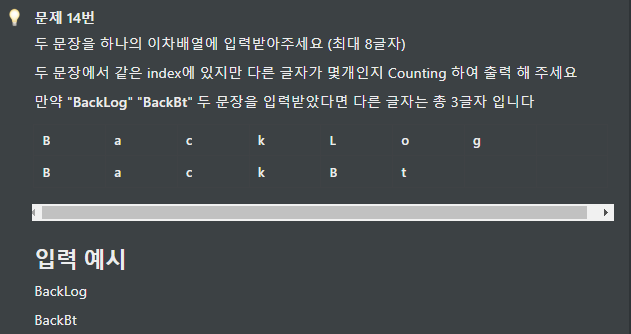 문제 14번
두 문장을 하나의 이차배열에 입력받아주세요 (최대 8글자)
두 문장에서 같은 index에 있지만 다른 글자가 몇개인지 Counting 하여 출력 해 주세요
만약 "BackLog" "BackBt" 두 문장을 입력받았다면 다른 글자는 총 3글자 입니다
B a c k L o g
B a c k B t
입력 예시
BackLog
BackBt